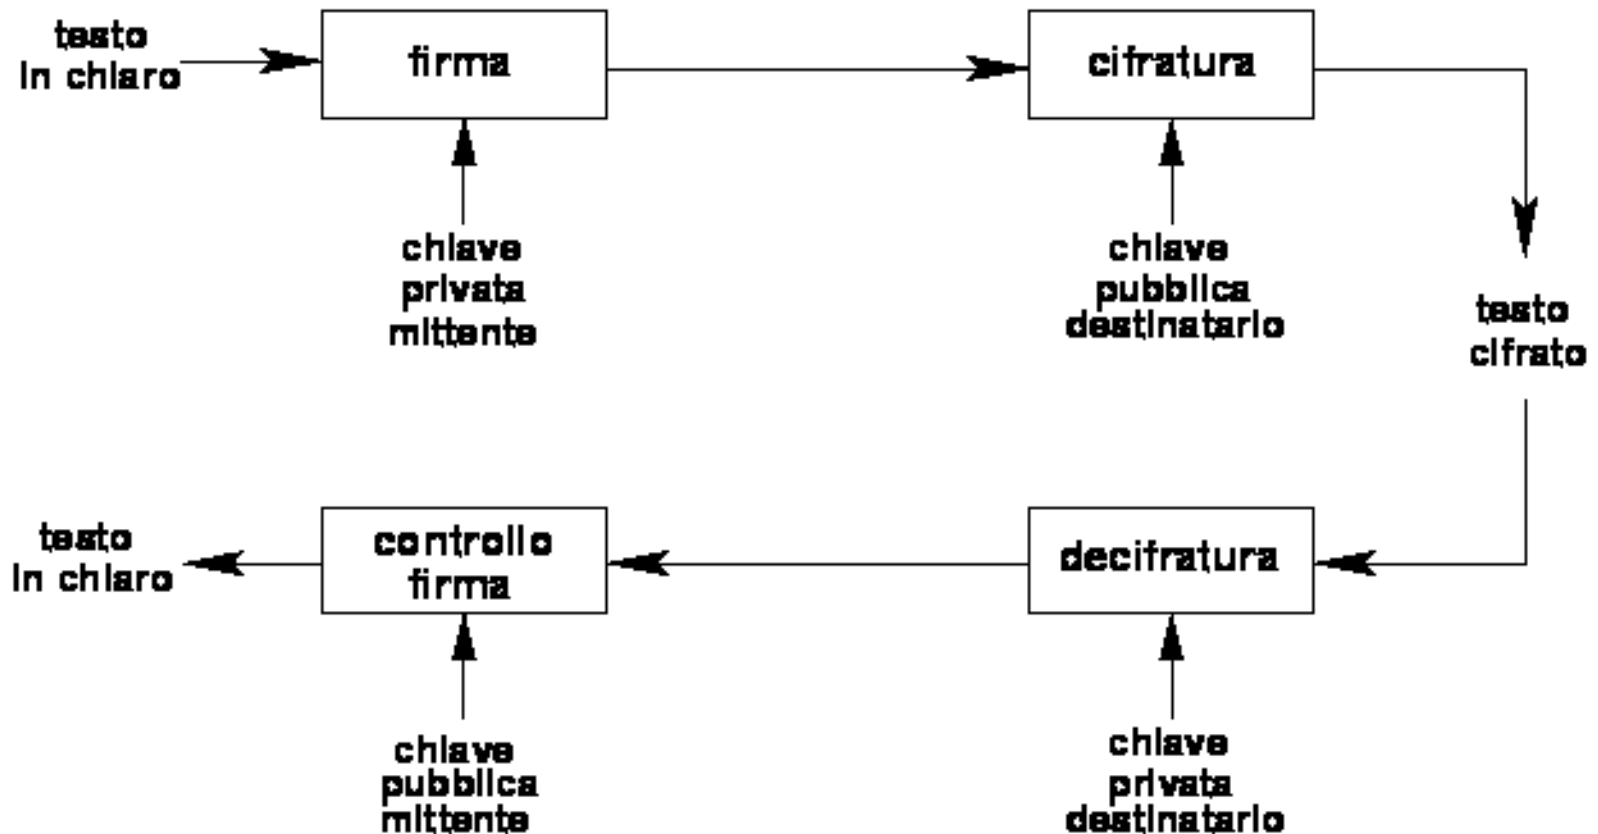 testo
in chiaro
firma
cifratura
chiave
privata
mittente
chiave
pubblica
destinatario
testo
cifrato
testo
in chiaro
controllo
firma
decifratura
chiave
pubblica
mittente
chiave
privata
destinatario